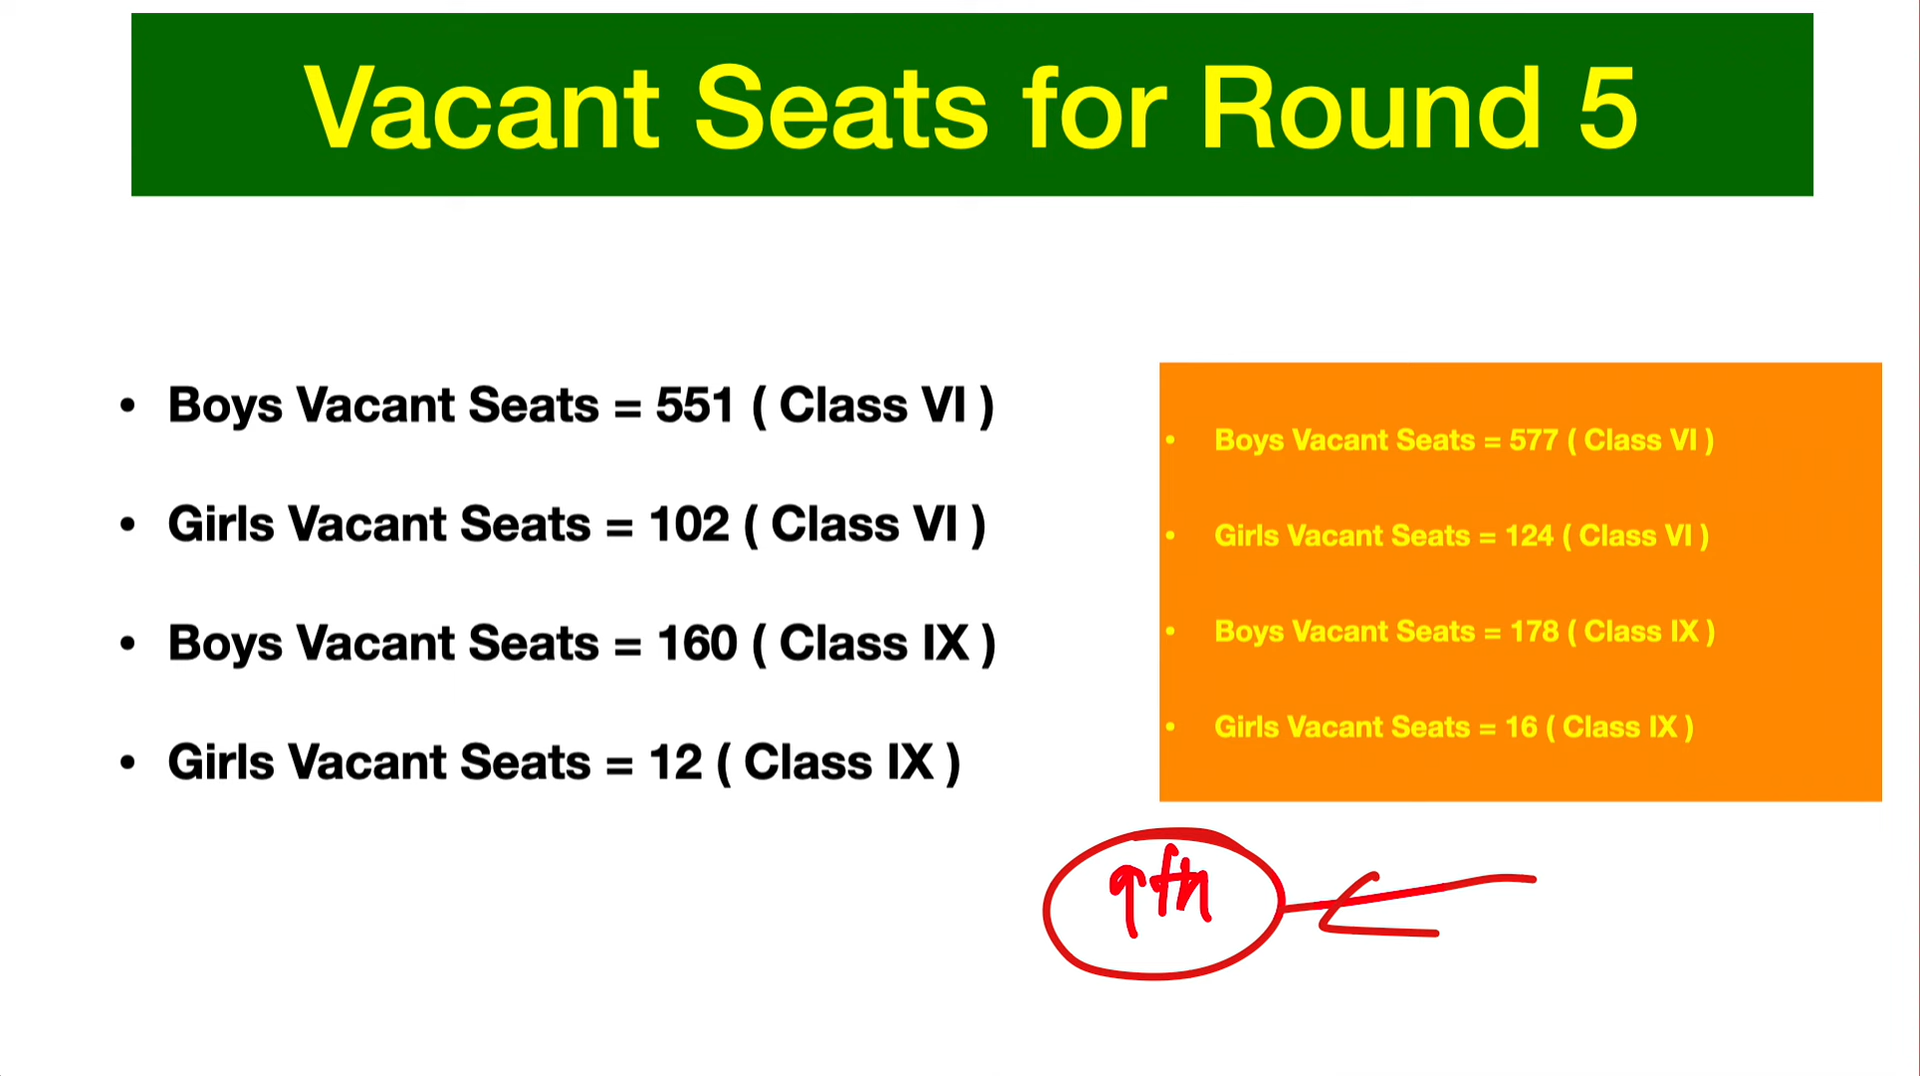 Vacant Seats for Round 5
• Boys Vacant Seats = 551 ( Class VI )
• Girls Vacant Seats = 102 ( Class VI )
• Boys Vacant Seats = 160 ( Class IX )
• Girls Vacant Seats = 12 ( Class IX )
• Boys Vacant Seats = 577 ( Class VI )
• Girls Vacant Seats = 124 ( Class VI )
• Boys Vacant Seats = 178 ( Class IX )
• Girls Vacant Seats = 16 ( Class IX )
9th